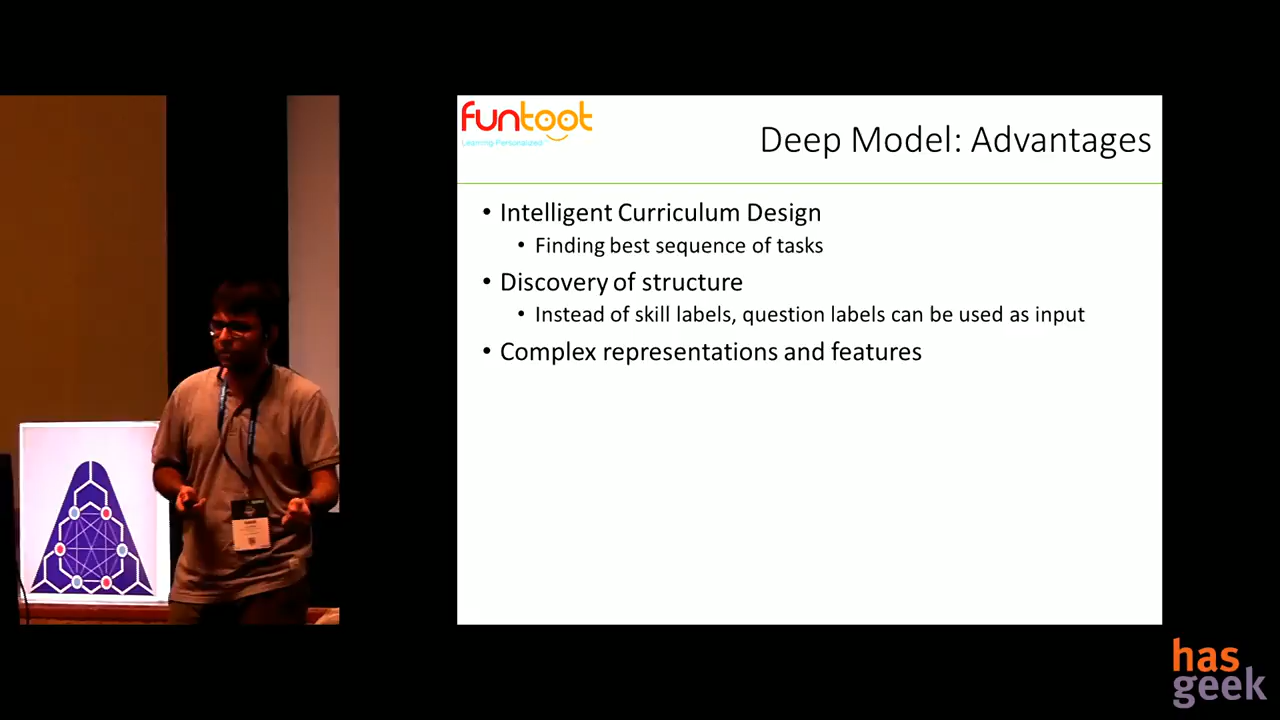 funtoot
Learning Personalized
Deep Model: Advantages
• Intelligent Curriculum Design
• Finding best sequence of tasks
• Discovery of structure
• Instead of skill labels, question labels can be used as input
• Complex representations and features
has
geek